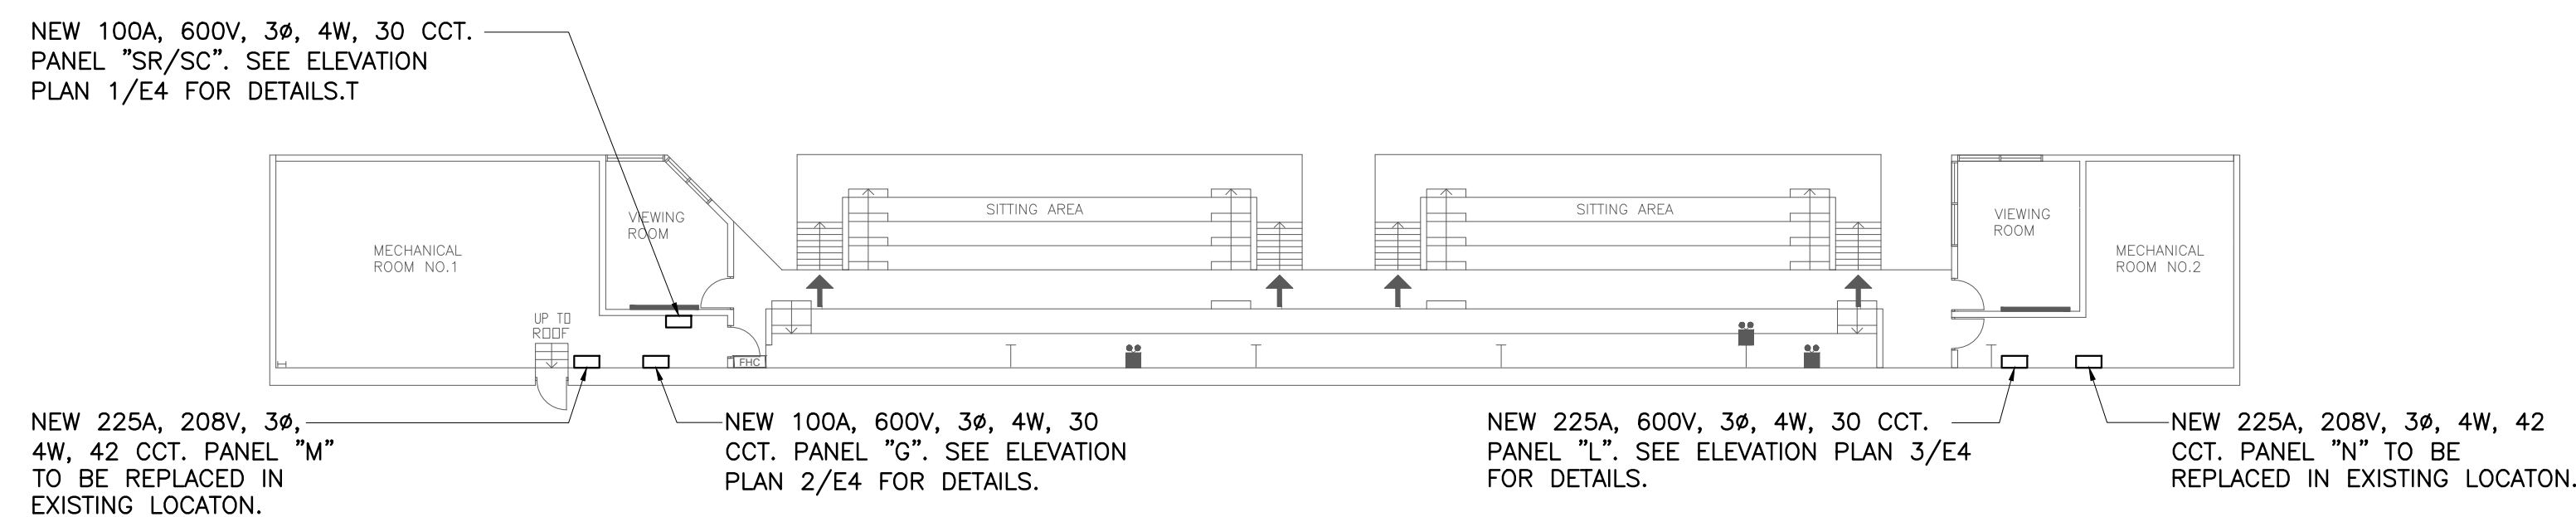 NEW 100A, 600V, 3ø, 4W, 30 CCT.
PANEL "SR/SC". SEE ELEVATION
PLAN 1/E4 FOR DETAILS.T
SITTING AREA
SITTING AREA
VIEWING
ROOM
VIEWING
ROOM
MECHANICAL
ROOM NO.1
MECHANICAL
ROOM NO.2
UP TO
ROOF
FHC
NEW 225A, 208V, 3ø,
4W, 42 CCT. PANEL "M"
TO BE REPLACED IN
EXISTING LOCATON.
NEW 100A, 600V, 3ø, 4W, 30
CCT. PANEL "G". SEE ELEVATION
PLAN 2/E4 FOR DETAILS.
NEW 225A, 600V, 3ø, 4W, 30 CCT.
PANEL "L". SEE ELEVATION PLAN 3/E4
FOR DETAILS.
NEW 225A, 208V, 3ø, 4W, 42
CCT. PANEL "N" TO BE
REPLACED IN EXISTING LOCATON.